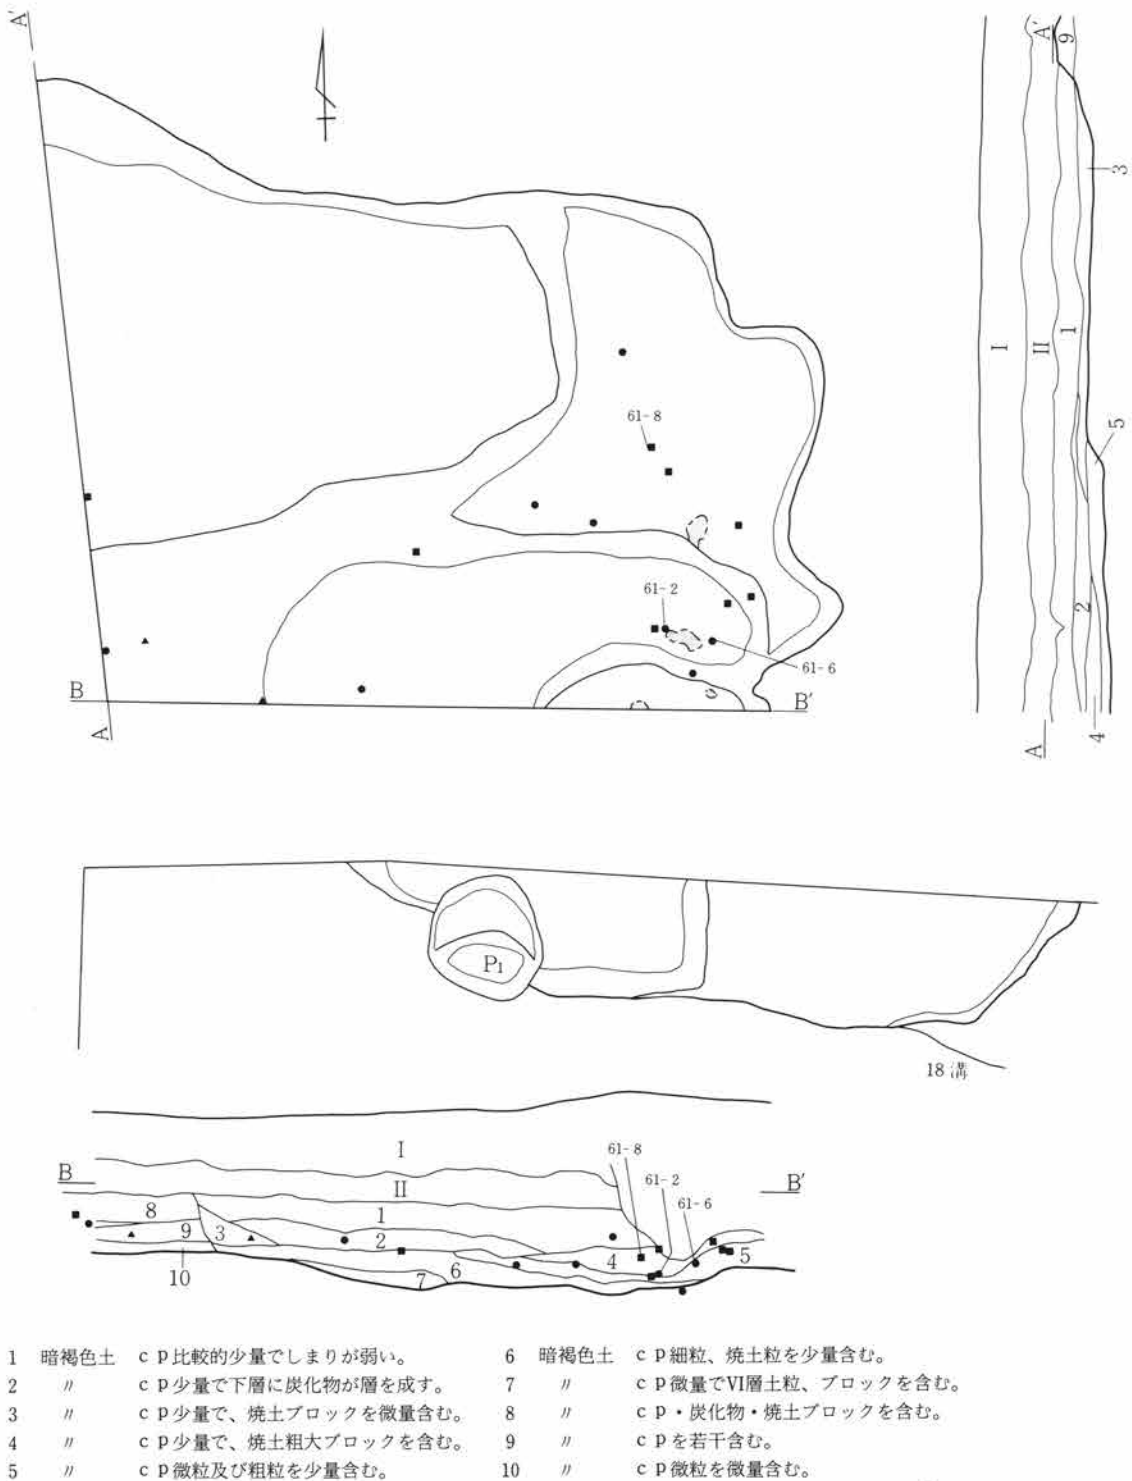 A'
61-8
61-2
61-6
B
B'
A
A'
9
3
I
II
1
5
2
4
A
P1
18溝
I
II
B
B'
61-8
61-2
61-6
8
1
9
3
2
4
5
10
7
6
1 暗褐色土 cp比較的少量でしまりが弱い。
2 〃 cp少量で下層に炭化物が層を成す。
3 〃 cp少量で、焼土ブロックを微量含む。
4 〃 cp少量で、焼土粗大ブロックを含む。
5 〃 cp微粒及び粗粒を少量含む。
6 暗褐色土 cp細粒、焼土粒を少量含む。
7 〃 cp微量でVI層土粒、ブロックを含む。
8 〃 cp・炭化物・焼土ブロックを含む。
9 〃 cpを若干含む。
10 〃 cp微粒を微量含む。